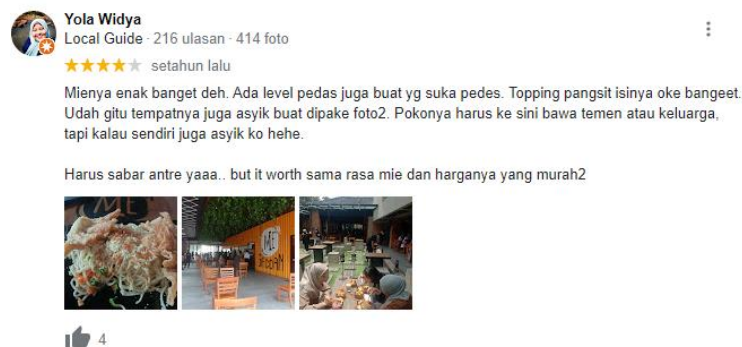 Yola Widya
Local Guide · 216 ulasan · 414 foto
setahun lalu
Mienya enak banget deh. Ada level pedas juga buat yg suka pedes. Topping pangsit isinya oke bangeet.
Udah gitu tempatnya juga asyik buat dipake foto2. Pokonya harus ke sini bawa temen atau keluarga,
tapi kalau sendiri juga asyik ko hehe.
Harus sabar antre yaaa.. but it worth sama rasa mie dan harganya yang murah2
4